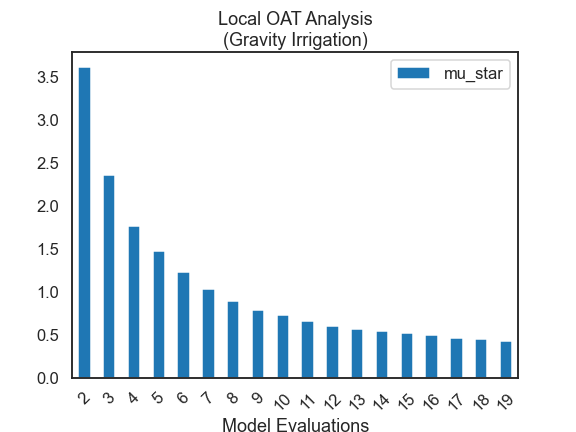 Local OAT Analysis
(Gravity Irrigation)
mu_star
3.5
3.0
2.5
2.0
1.5
1.0
0.5
0.0
2 3 4 5 6 7 8 9 10 11 12 13 14 15 16 17 18 19
Model Evaluations